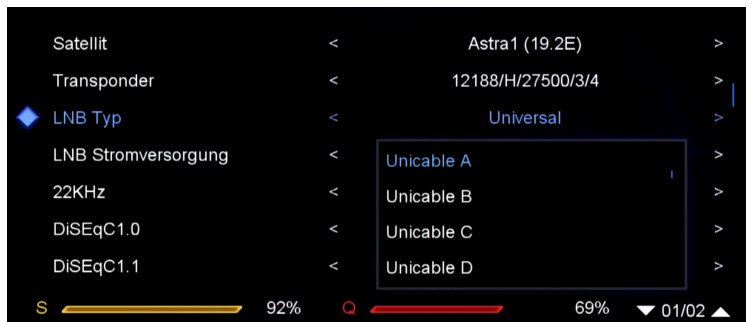 Satellit < Astra1 (19.2E) >
Transponder < 12188/H/27500/3/4 >
LNB Typ < Universal >
LNB Stromversorgung < >
Unicable A
22KHz < >
Unicable B
DiSEqC1.0 < >
Unicable C
DiSEqC1.1 < >
Unicable D
S 92% Q 69% 01/02